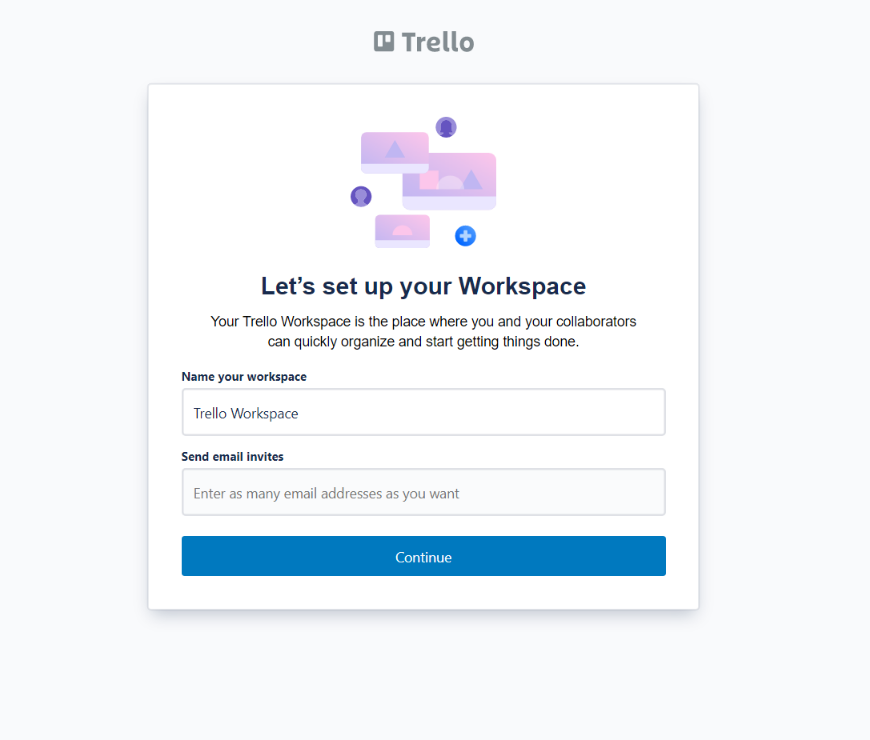 Trello
Let’s set up your Workspace
Your Trello Workspace is the place where you and your collaborators
can quickly organize and start getting things done.
Name your workspace
Trello Workspace
Send email invites
Enter as many email addresses as you want
Continue